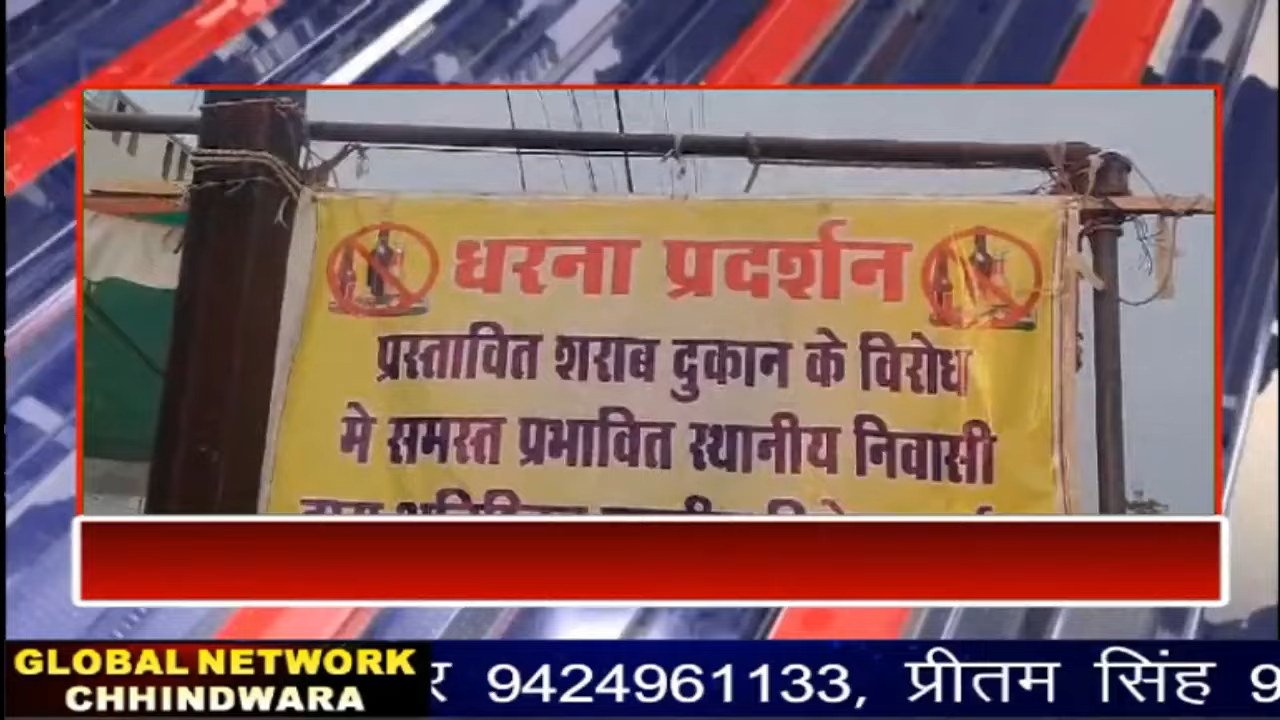 धरना प्रदर्शन
प्रस्तावित शराब दुकान के विरोध
मे समस्त प्रभावित स्थानीय निवासी
GLOBAL NETWORK
CHHINDWARA
र 9424961133, प्रीतम सिंह 9